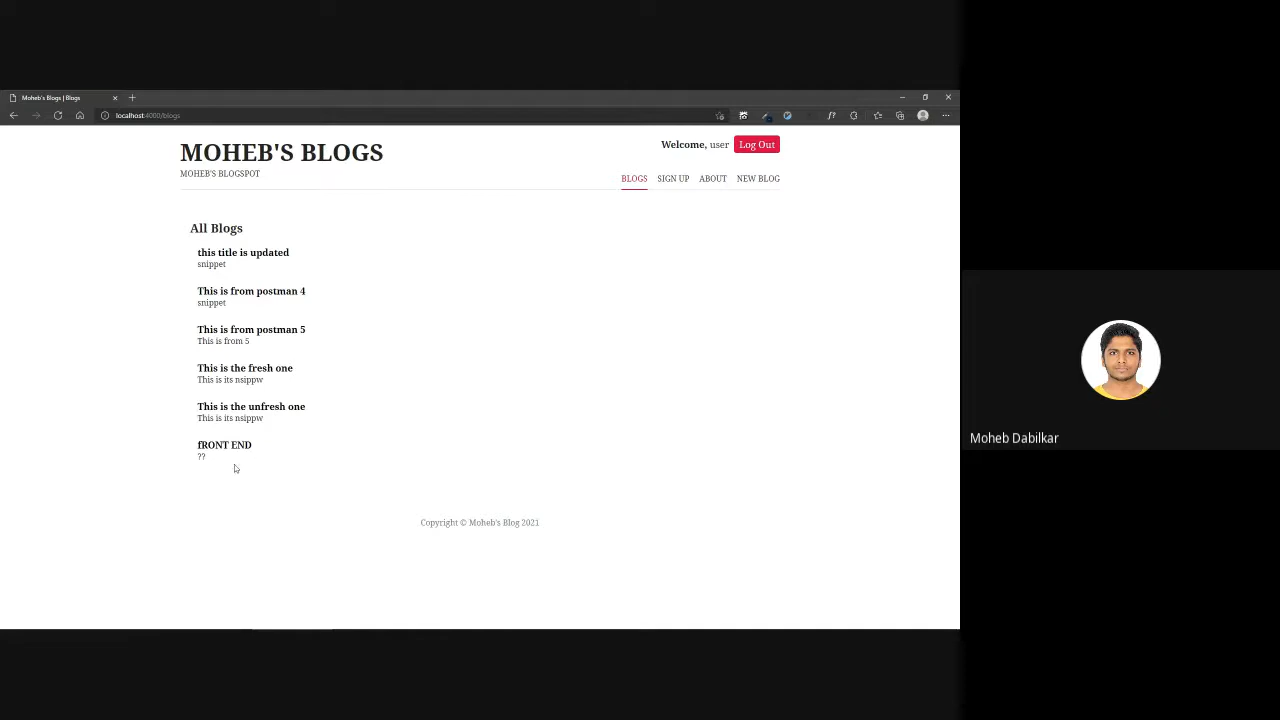 Moheb's Blogs | Blogs
localhost:4000/blogs
MOHEB'S BLOGS
MOHEB'S BLOGSPOT
Welcome, user Log Out
BLOGS SIGN UP ABOUT NEW BLOG
All Blogs
this title is updated
snippet
This is from postman 4
snippet
This is from postman 5
This is from 5
This is the fresh one
This is its nsippw
This is the unfresh one
This is its nsippw
fRONT END
??
Copyright © Moheb's Blog 2021
Moheb Dabilkar